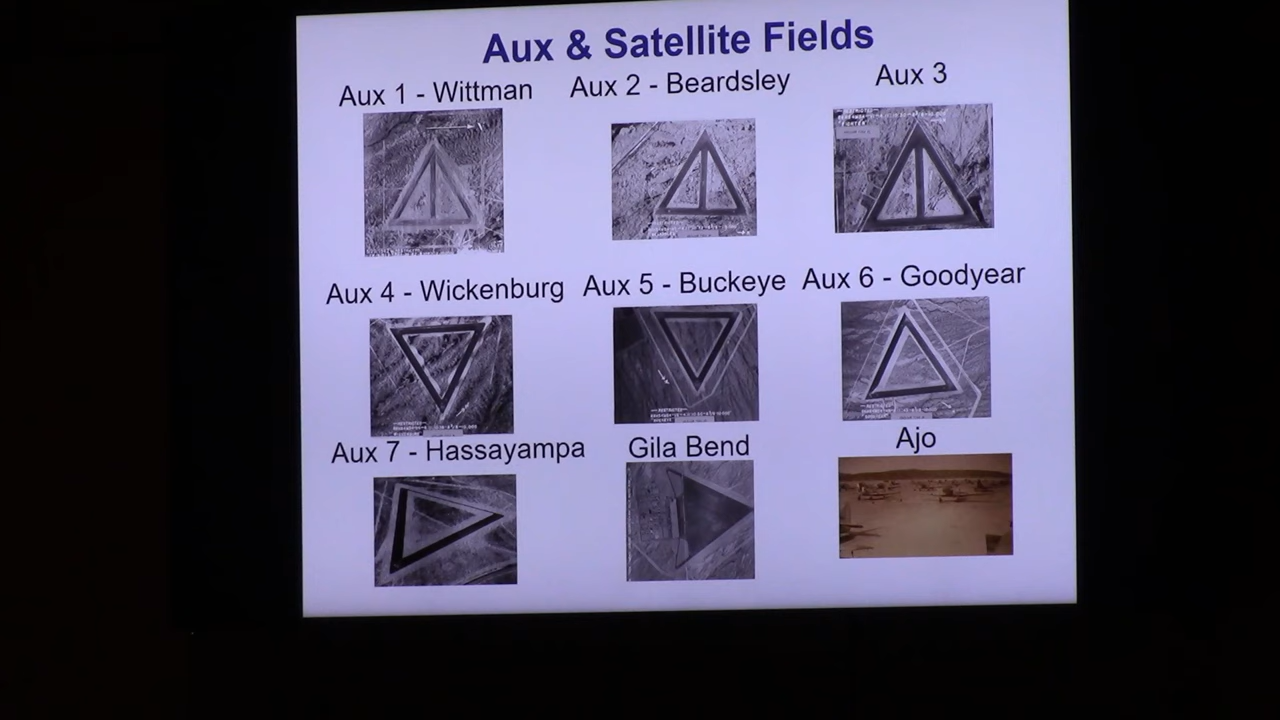 Aux & Satellite Fields
Aux 1 - Wittman
Aux 2 - Beardsley
Aux 3
Aux 4 - Wickenburg
Aux 5 - Buckeye
Aux 6 - Goodyear
Aux 7 - Hassayampa
Gila Bend
Ajo